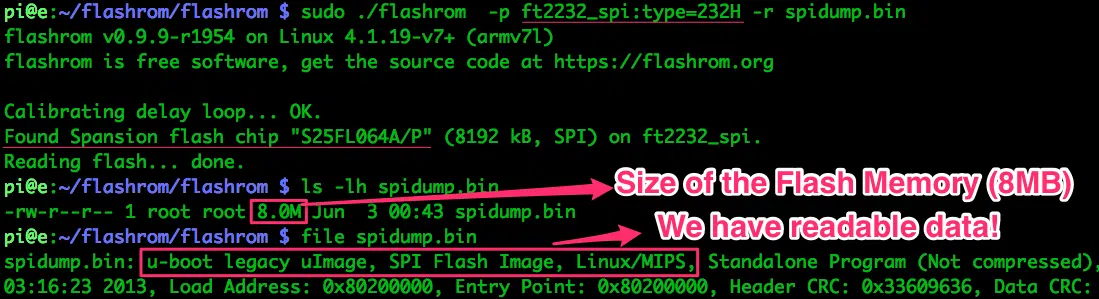 pi@e:~/flashrom/flashrom $ sudo ./flashrom  -p ft2232_spi:type=232H -r spidump.bin
flashrom v0.9.9-r1954 on Linux 4.1.19-v7+ (armv7l)
flashrom is free software, get the source code at https://flashrom.org
Calibrating delay loop... OK.
Found Spansion flash chip "S25FL064A/P" (8192 kB, SPI) on ft2232_spi.
Reading flash... done.
pi@e:~/flashrom/flashrom $ ls -lh spidump.bin
Size of the Flash Memory (8MB)
-rw-r--r-- 1 root root 8.0M Jun  3 00:43 spidump.bin
We have readable data!
pi@e:~/flashrom/flashrom $ file spidump.bin
spidump.bin: u-boot legacy uImage, SPI Flash Image, Linux/MIPS, Standalone Program (Not compressed),
03:16:23 2013, Load Address: 0x80200000, Entry Point: 0x80200000, Header CRC: 0x33609636, Data CRC: